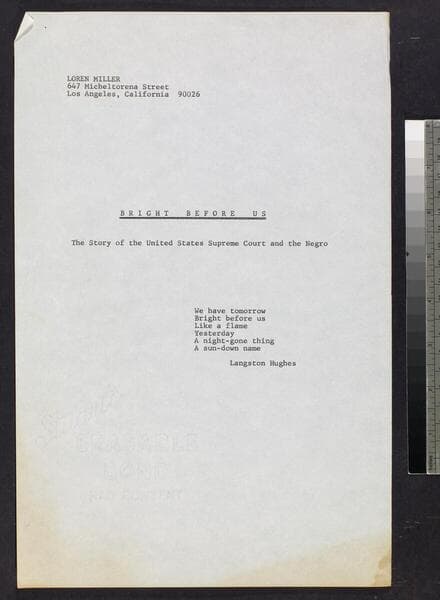 LOREN MILLER
647 Micheltorena Street
Los Angeles, California 90026
BRIGHT BEFORE US
The Story of the United States Supreme Court and the Negro
We have tomorrow
Bright before us
Like a flame
Yesterday
A night-gone thing
A sun-down name
Langston Hughes